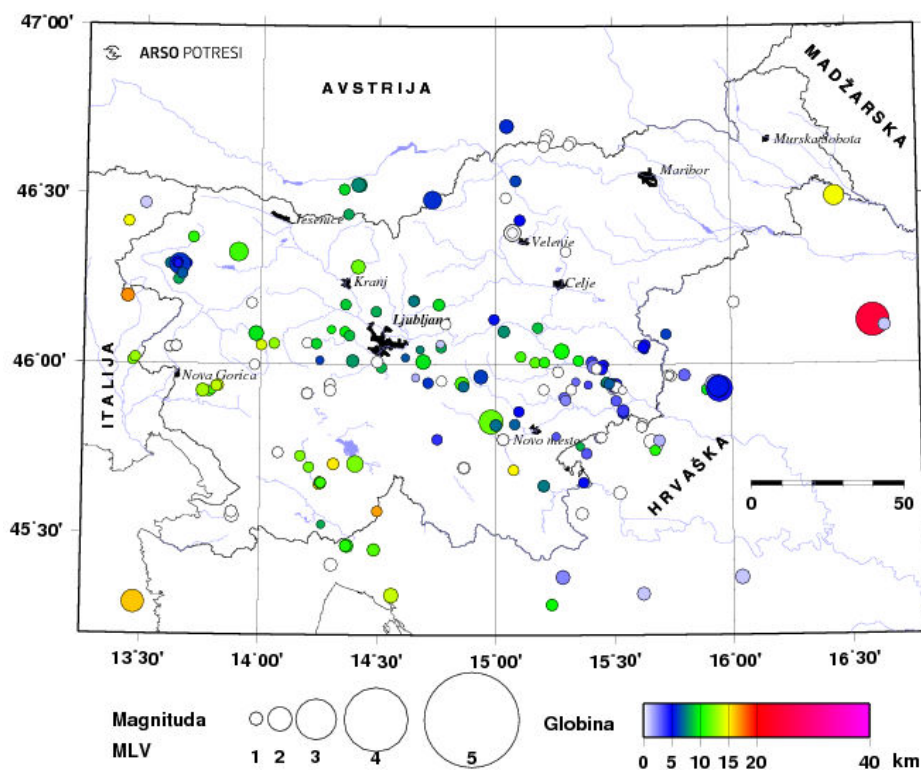 47°00'
ARSO POTRESI
AVSTRIJA
MADŽARSKA
Murska Sobota
Maribor
46°30'
Jesenice
Velenje
Kranj
Celje
Ljubljana
46°00'
ITALIJA
Nova Gorica
Novo mesto
HRVAŠKA
0 50
45°30'
13°30' 14°00' 14°30' 15°00' 15°30' 16°00' 16°30'
Magnituda
MLV
1 2 3 4 5
Globina
0 5 10 15 20 40 km